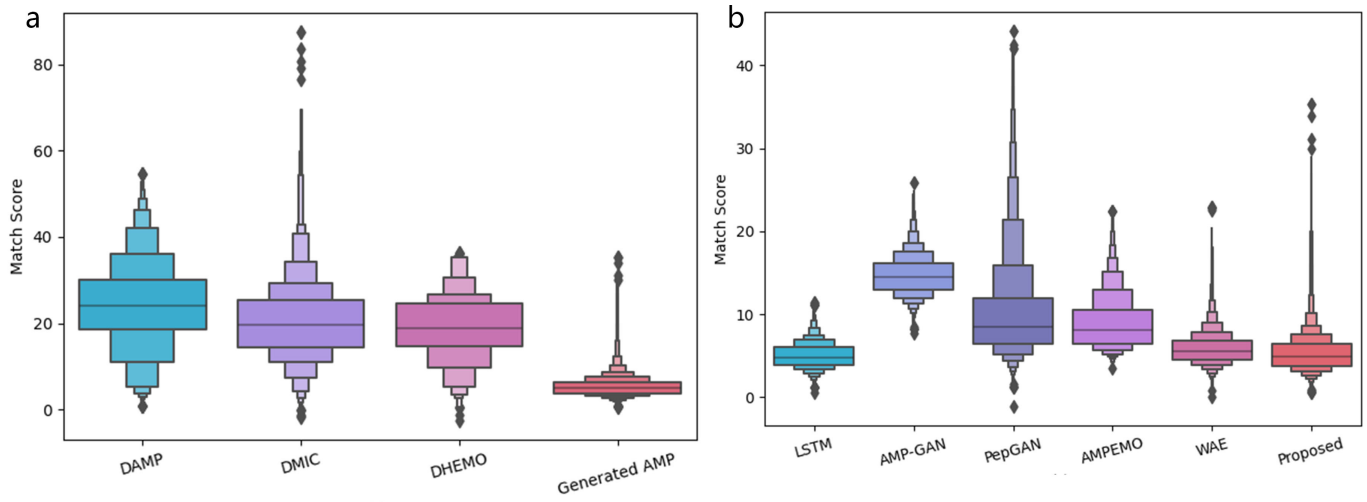 a
Match Score
80
60
40
20
0
DAMP
DMIC
DHEMO
Generated AMP
b
Match Score
40
30
20
10
0
LSTM
AMP-GAN
PepGAN
AMPEMO
WAE
Proposed